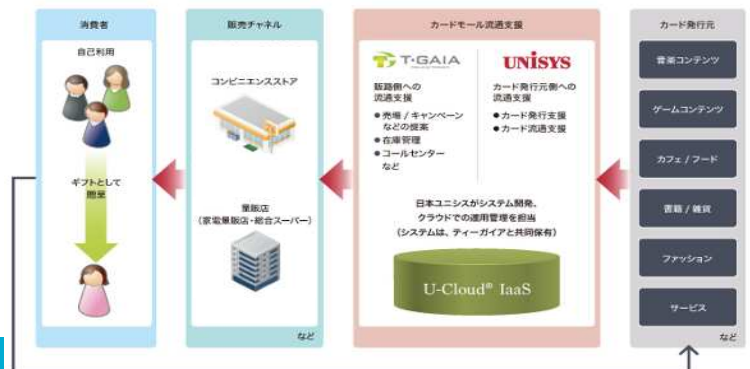 消費者
自己利用
ギフトとして
贈呈
販売チャネル
コンビニエンスストア
量販店
(家電量販店・総合スーパー)
など
カードモール流通支援
T·GAIA
販路側への
流通支援
●売場 / キャンペーン
などの提案
●在庫管理
●コールセンター
など
UNISYS
カード発行元側への
流通支援
●カード発行支援
●カード流通支援
日本ユニシスがシステム開発、
クラウドでの運用管理を担当
(システムは、ティーガイアと共同保有)
U-Cloud® IaaS
カード発行元
音楽コンテンツ
ゲームコンテンツ
カフェ / フード
書籍 / 雑貨
ファッション
サービス
など